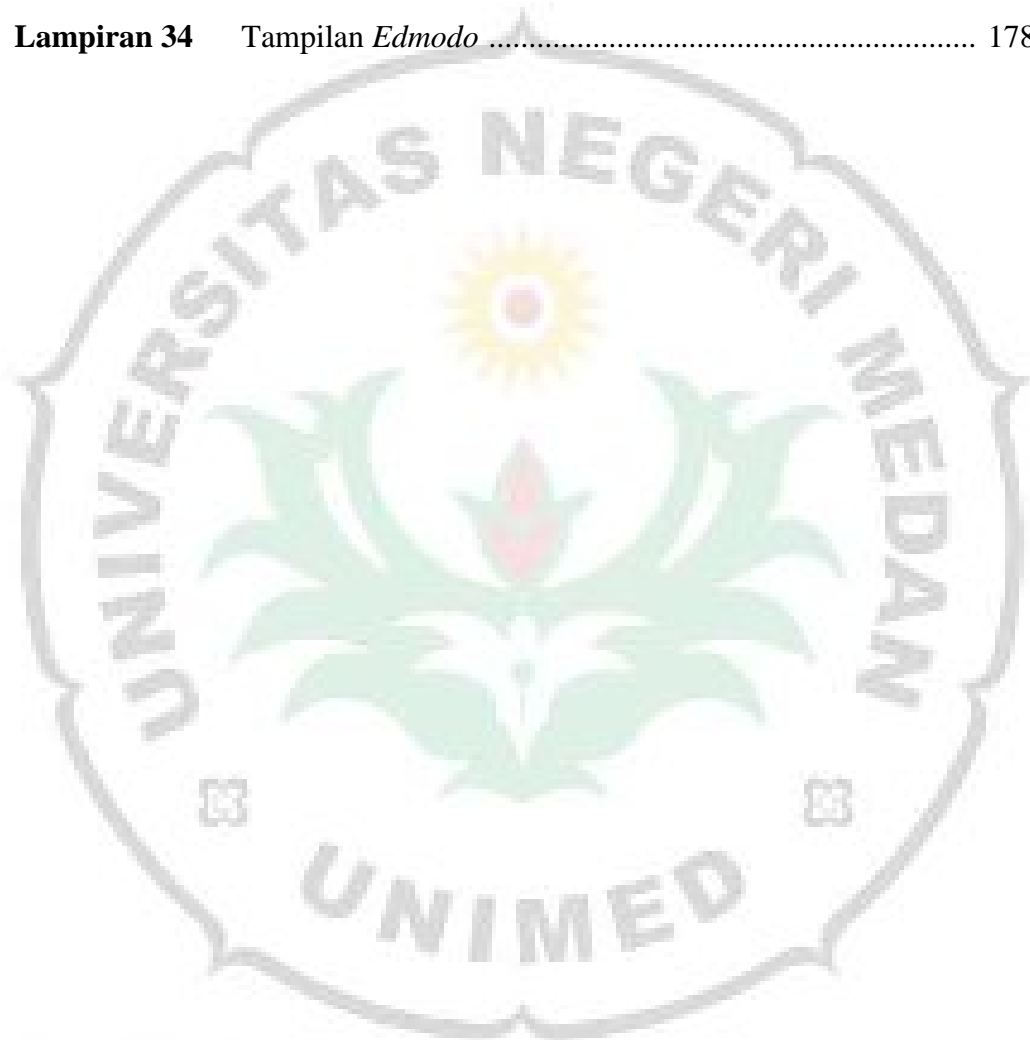 Lampiran 34 Tampilan Edmodo ........................................................... 178
UNIVERSITAS NEGERI MEDAN
UNIMED